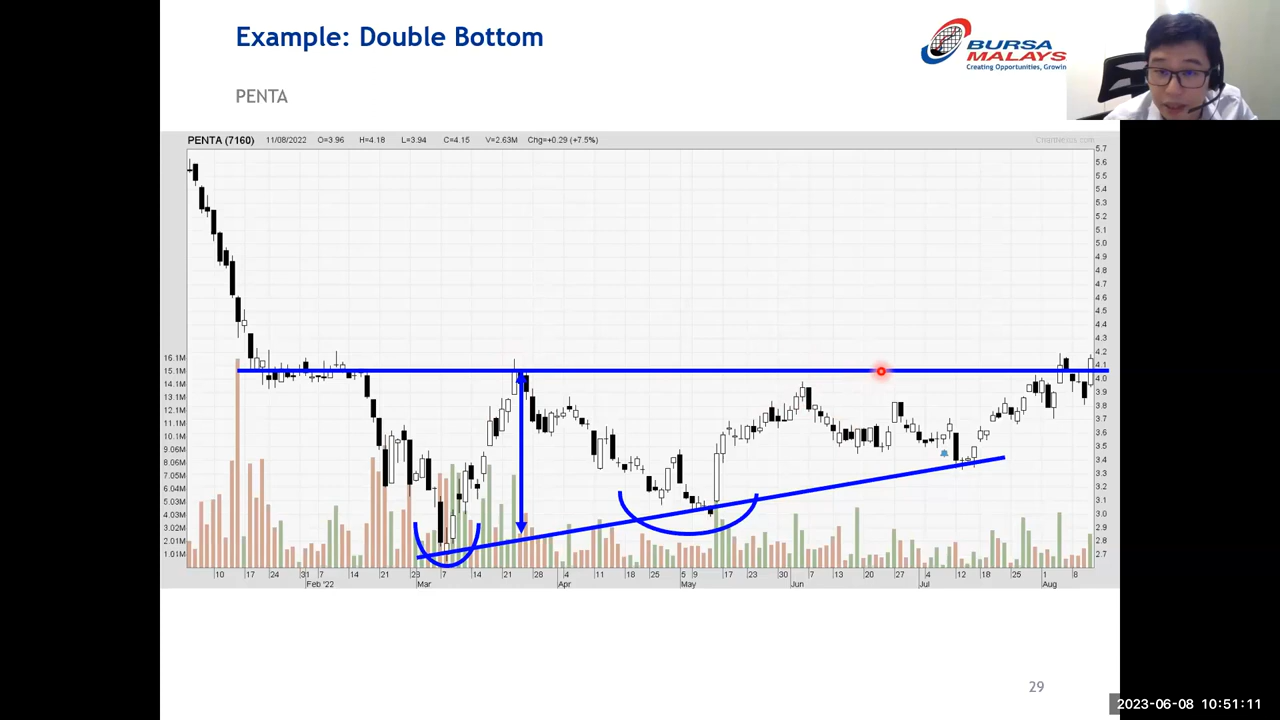 Example: Double Bottom
BURSA
MALAYS
Creating Opportunities, Growin
PENTA
PENTA (7160) 11/08/2022 O=3.96 H=4.18 L=3.94 C=4.15 V=2.63M Chg=+0.29 (+7.5%)
ChartNexus.com
5.7
5.6
5.5
5.4
5.3
5.2
5.1
5.0
4.9
4.8
4.7
4.6
4.5
4.4
4.3
4.2
4.1
4.0
3.9
3.8
3.7
3.6
3.5
3.4
3.3
3.1
3.0
2.9
2.8
2.7
16.1M
15.1M
14.1M
13.1M
12.1M
11.1M
10.1M
9.06M
8.06M
7.05M
6.04M
5.03M
4.03M
3.02M
2.01M
1.01M
10 17 24 31 7 14 21 28 7 14 21 28 4 11 18 25 5 9 17 23 30 6 13 20 27 4 12 18 25 1 8
Feb '22 Mar Apr May Jun Jul Aug
29
2023-06-08 10:51:11